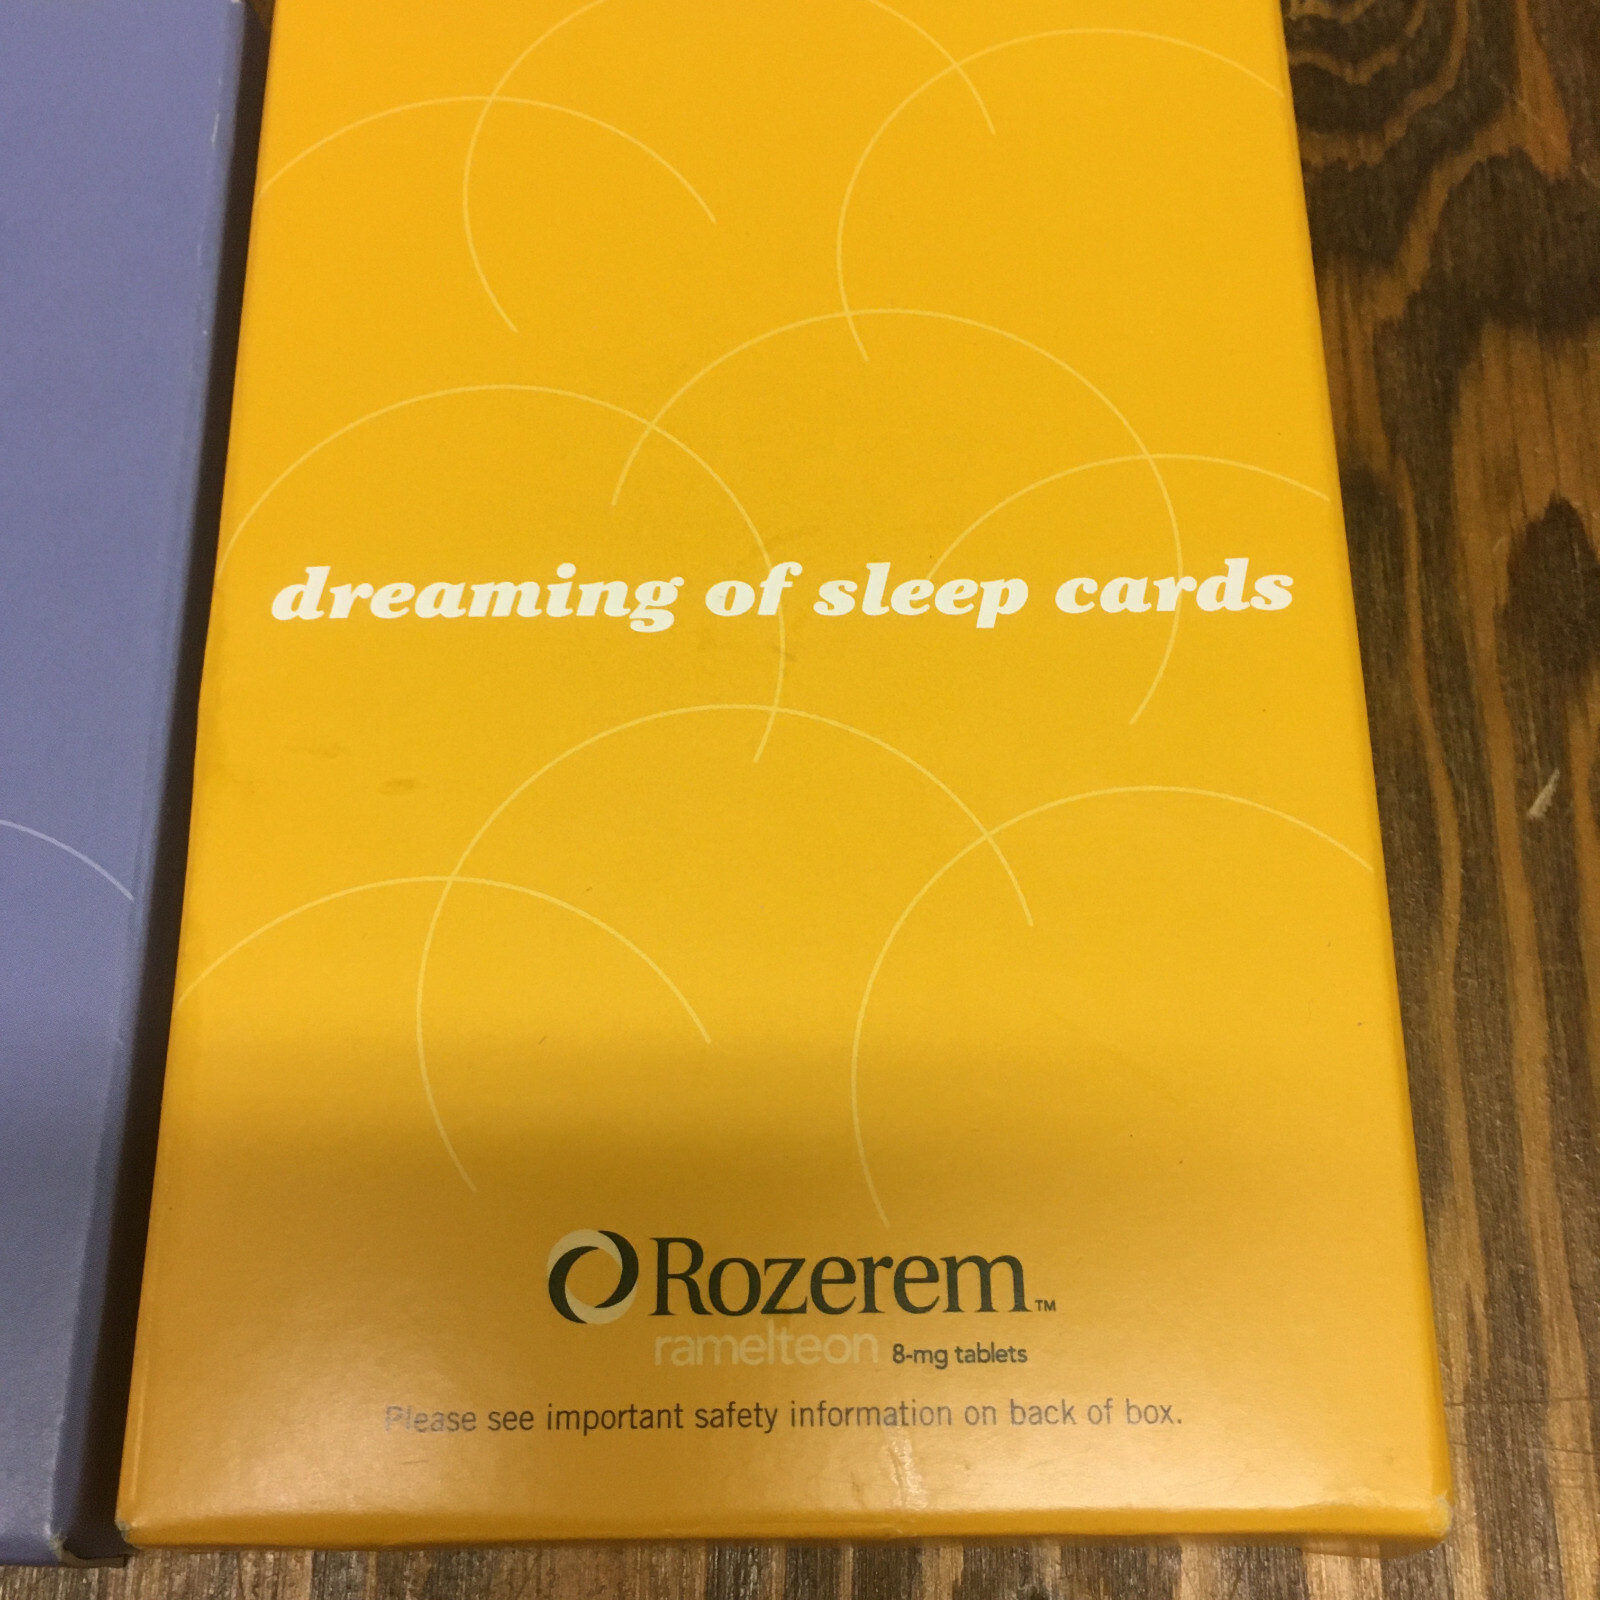 dreaming of sleep cards
Rozerem™
ramelteon 8-mg tablets
Please see important safety information on back of box.